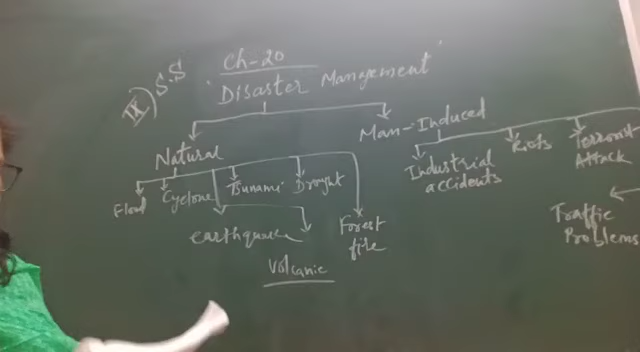 IX) S.S
Ch-20
'Disaster Management'
Natural
Man-Induced
Flood
Cyclone
Tsunami
Drought
earthquake
Forest
fire
Volcanic
Industrial
accidents
Riots
Terrorist
Attack
Traffic
Problems